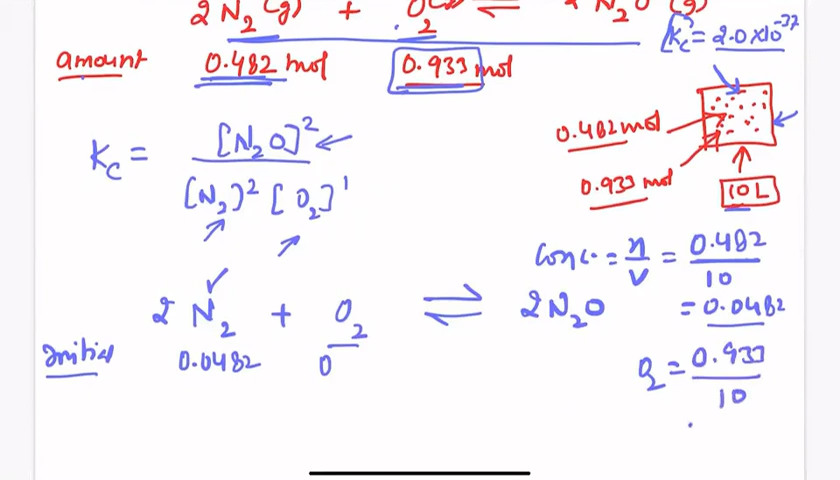 2 N₂ (g) + O₂(g) ⇌ 2 N₂O (g)
Kc = 2.0 × 10⁻³⁷
amount 0.482 mol 0.933 mol
0.482 mol
0.933 mol
10 L
Kc = [N₂O]² / [N₂]² [O₂]¹
Conc. = n/V = 0.482/10
= 0.0482
2 N₂ + O₂ ⇌ 2N₂O
Initial 0.0482 0
O₂ = 0.933/10